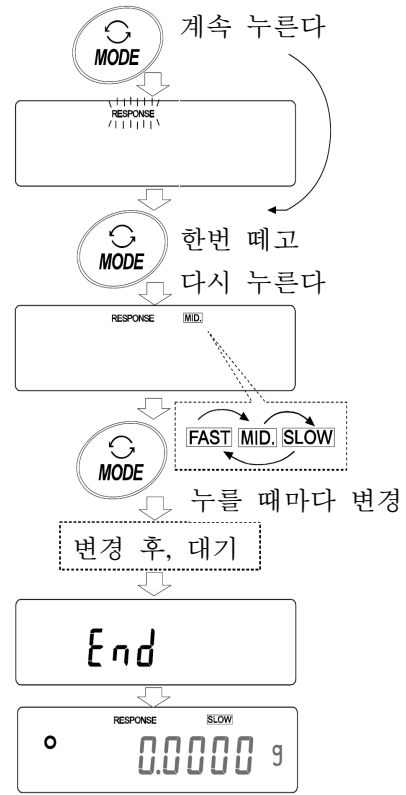 계속 누른다
MODE
RESPONSE
한번 떼고
MODE
다시 누른다
RESPONSE MID.
FAST MID. SLOW
MODE
누를 때마다 변경
변경 후, 대기
End
RESPONSE SLOW
0.0000 g